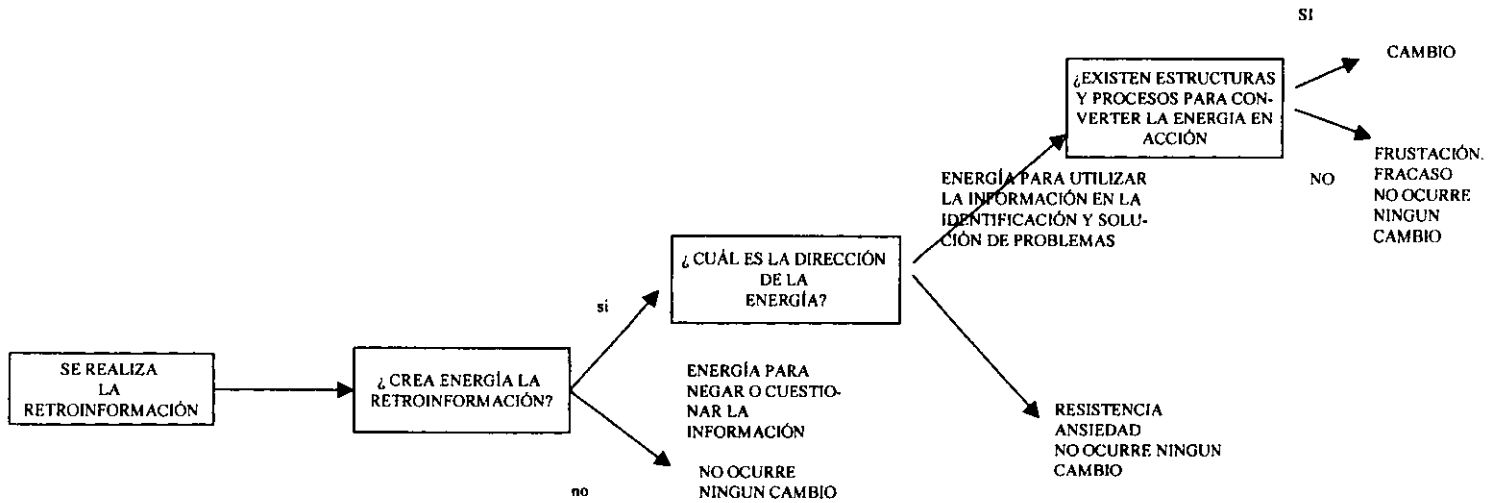 SE REALIZA
LA
RETROINFORMACIÓN
¿ CREA ENERGÍA LA
RETROINFORMACIÓN?
si
no
¿ CUÁL ES LA DIRECCIÓN
DE LA
ENERGÍA?
ENERGÍA PARA
NEGAR O CUESTIO-
NAR LA
INFORMACIÓN
NO OCURRE
NINGUN CAMBIO
ENERGÍA PARA UTILIZAR
LA INFORMACIÓN EN LA
IDENTIFICACIÓN Y SOLU-
CIÓN DE PROBLEMAS
RESISTENCIA
ANSIEDAD
NO OCURRE NINGUN
CAMBIO
¿EXISTEN ESTRUCTURAS
Y PROCESOS PARA CON-
VERTER LA ENERGIA EN
ACCIÓN
SI
CAMBIO
NO
FRUSTACIÓN.
FRACASO
NO OCURRE
NINGUN
CAMBIO